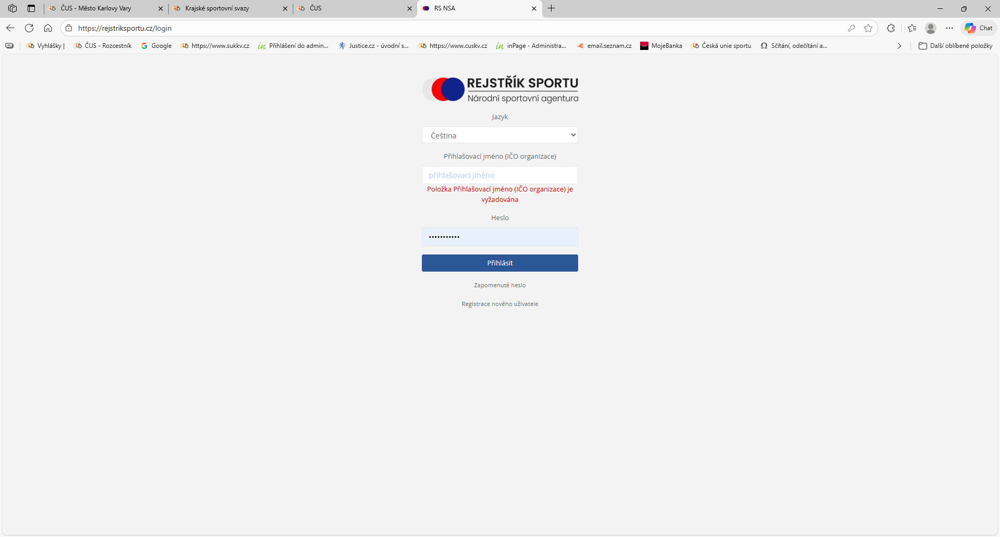 ČUS - Město Karlovy Vary
Krajské sportovní svazy
ČUS
RS NSA
https://rejstriksportu.cz/login
Chat
Vyhlášky |
ČUS - Rozcestník
Google
https://www.sukkv.cz
Přihlášení do admin...
Justice.cz - úvodní s...
https://www.cuskv.cz
inPage - Administra...
email.seznam.cz
MojeBanka
Česká unie sportu
Sčítání, odečítání a...
Další oblíbené položky
REJSTŘÍK SPORTU
Národní sportovní agentura
Jazyk
Čeština
Přihlašovací jméno (IČO organizace)
přihlašovací jméno
Položka Přihlašovací jméno (IČO organizace) je
vyžadována
Heslo
•••••••••••
Přihlásit
Zapomenuté heslo
Registrace nového uživatele